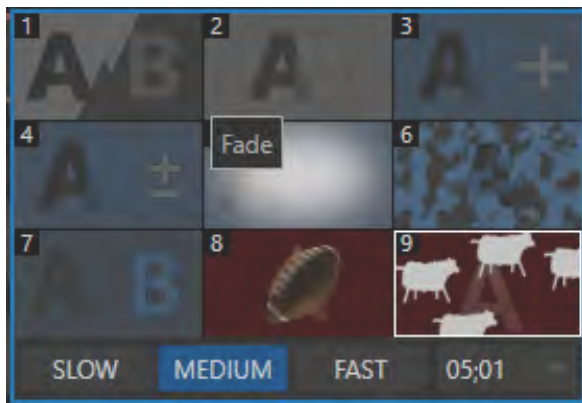 1 A B
2 A
3 A +
4 A ±
Fade
6
7 A B
8
9 A
SLOW MEDIUM FAST 05;01